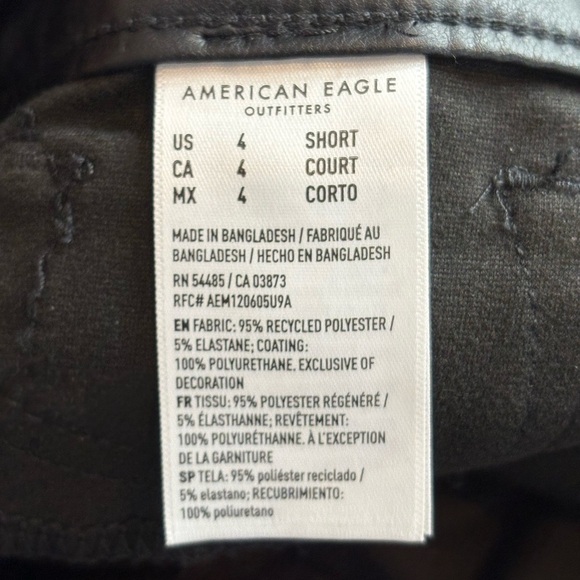 AMERICAN EAGLE
OUTFITTERS
US 4 SHORT
CA 4 COURT
MX 4 CORTO
MADE IN BANGLADESH / FABRIQUÉ AU
BANGLADESH / HECHO EN BANGLADESH
RN 54485 / CA 03873
RFC# AEM120605U9A
EN FABRIC: 95% RECYCLED POLYESTER /
5% ELASTANE; COATING:
100% POLYURETHANE. EXCLUSIVE OF
DECORATION
FR TISSU: 95% POLYESTER RÉGÉNÉRÉ /
5% ÉLASTHANNE; REVÊTEMENT:
100% POLYURÉTHANNE. À L'EXCEPTION
DE LA GARNITURE
SP TELA: 95% poliéster reciclado /
5% elastano; RECUBRIMIENTO:
100% poliuretano